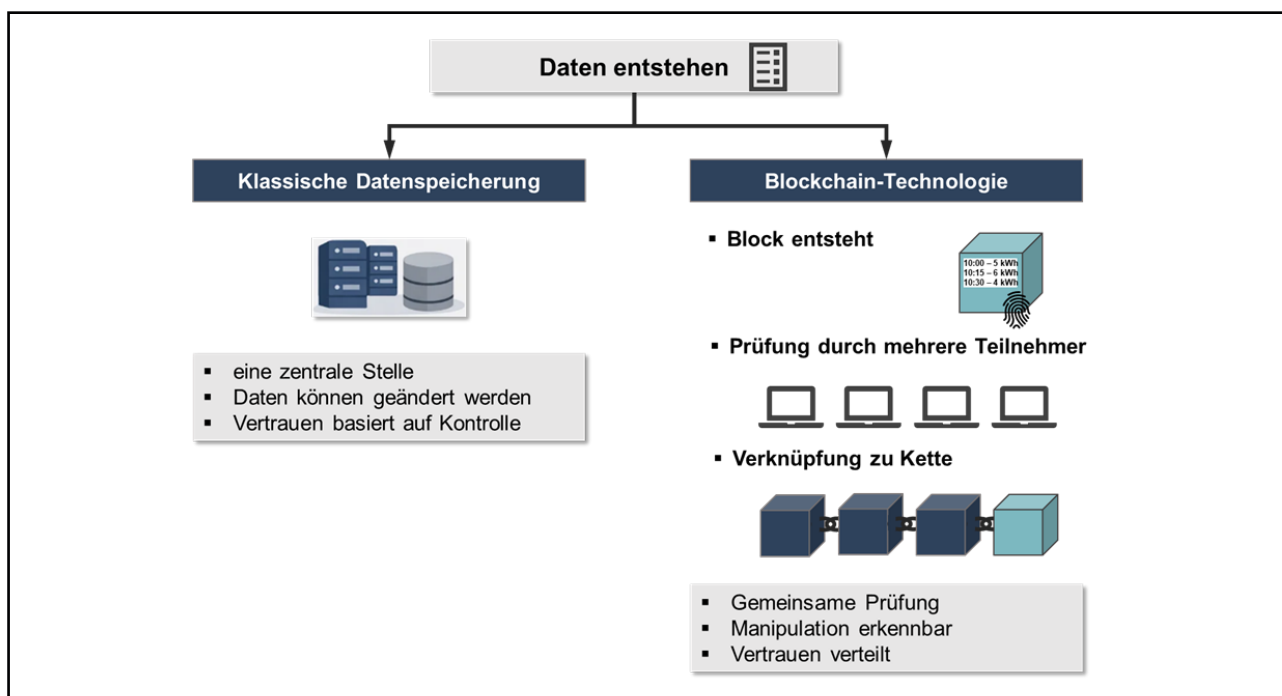 Daten entstehen
Klassische Datenspeicherung
▪ eine zentrale Stelle
▪ Daten können geändert werden
▪ Vertrauen basiert auf Kontrolle
Blockchain-Technologie
▪ Block entsteht
10:00 – 5 kWh
10:15 – 6 kWh
10:30 – 4 kWh
▪ Prüfung durch mehrere Teilnehmer
▪ Verknüpfung zu Kette
▪ Gemeinsame Prüfung
▪ Manipulation erkennbar
▪ Vertrauen verteilt